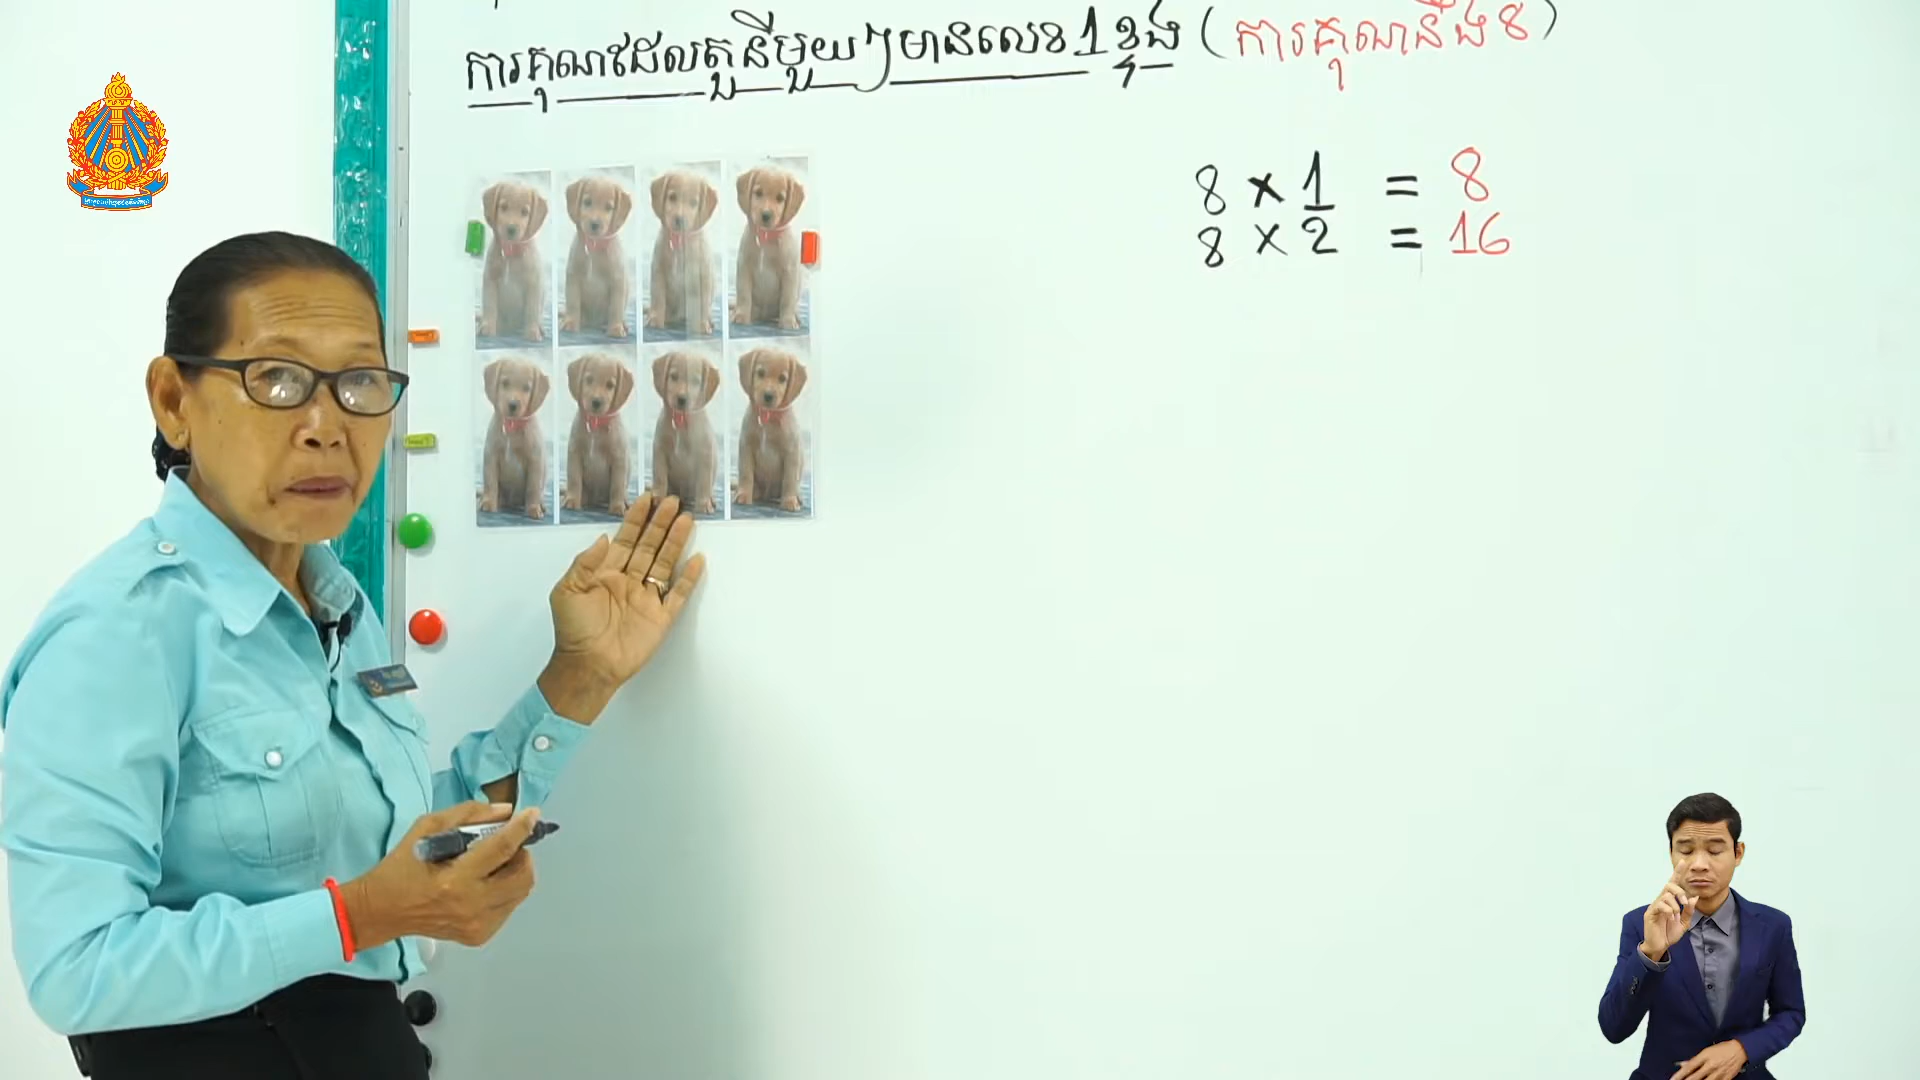 ការគុណដែលតួនីមួយៗមានលេខ1ខ្ទង់ (ការគុណនឹង8)
8 × 1 = 8
8 × 2 = 16